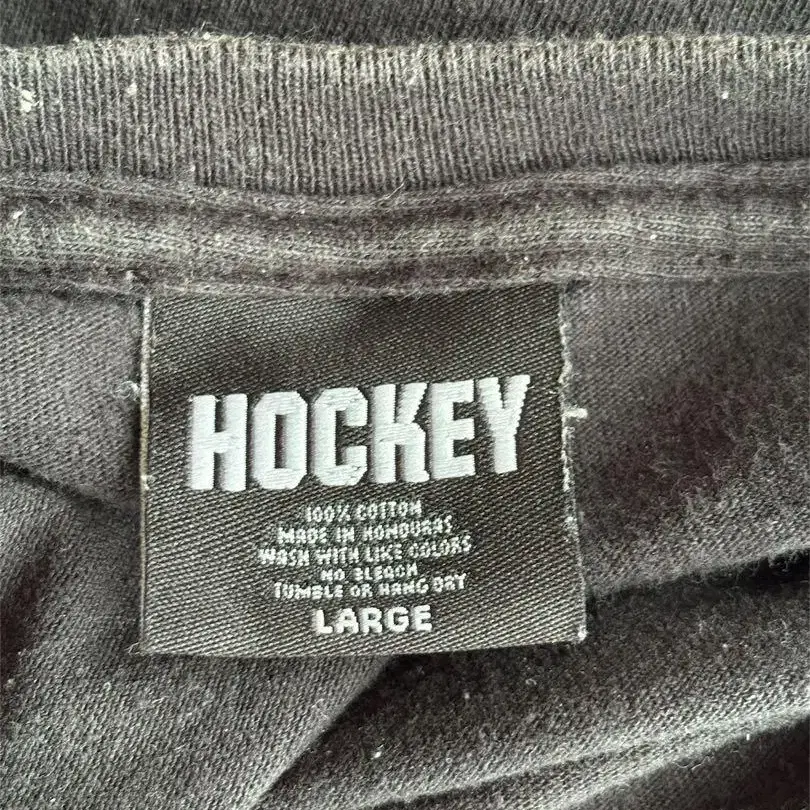 HOCKEY
100% COTTON
MADE IN HONDURAS
WASH WITH LIKE COLORS
NO BLEACH
TUMBLE OR HANG DRY
LARGE